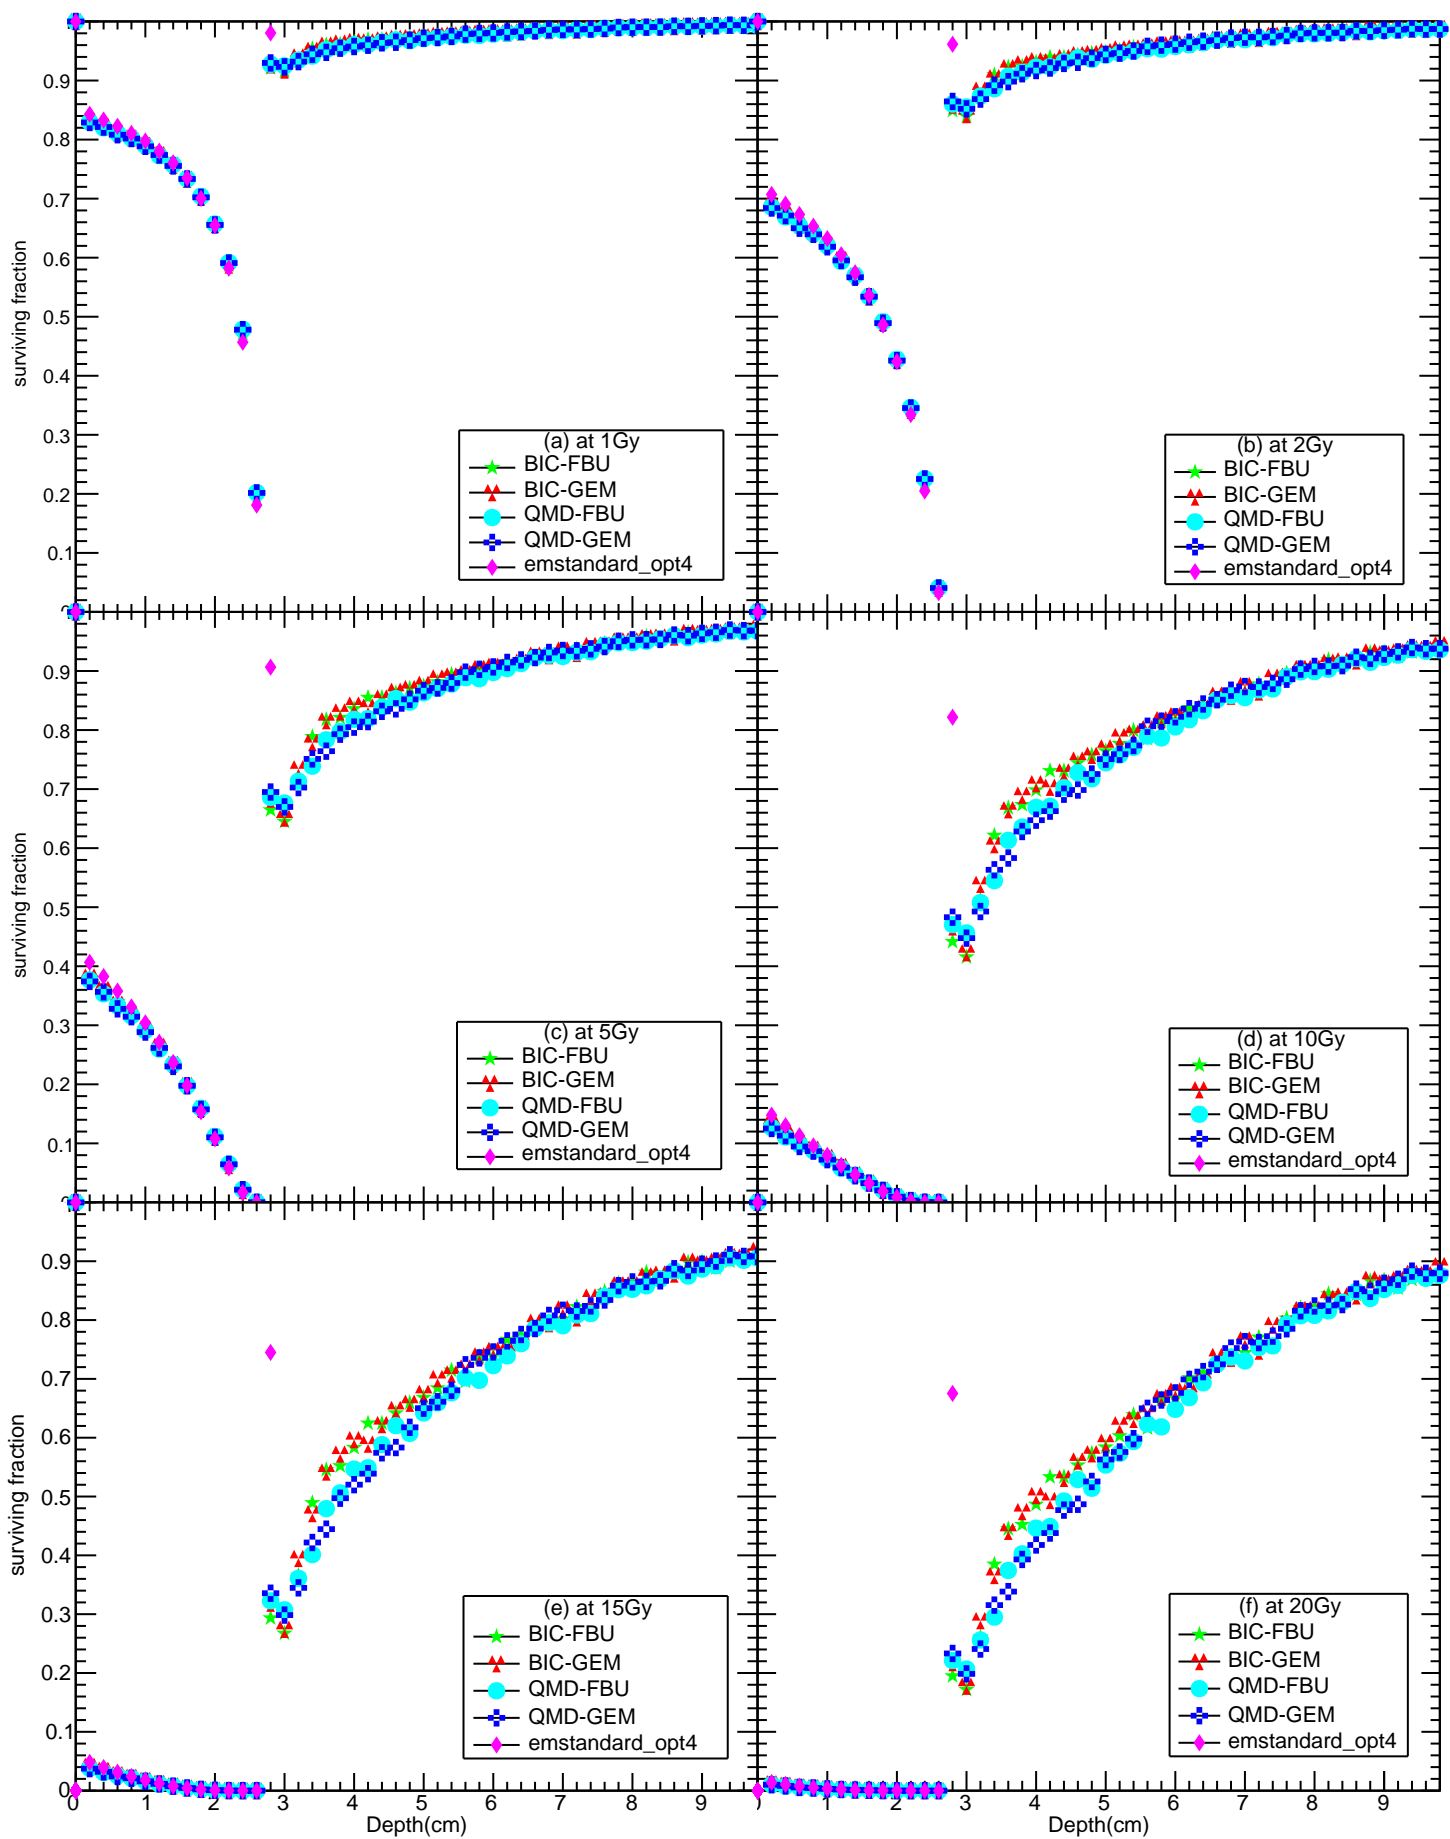 0.9
0.8
0.7
0.6
0.5
0.4
0.3
0.2
0.1
surviving fraction
(a) at 1Gy
BIC-FBU
BIC-GEM
QMD-FBU
QMD-GEM
emstandard_opt4
(b) at 2Gy
BIC-FBU
BIC-GEM
QMD-FBU
QMD-GEM
emstandard_opt4
0.9
0.8
0.7
0.6
0.5
0.4
0.3
0.2
0.1
surviving fraction
(c) at 5Gy
BIC-FBU
BIC-GEM
QMD-FBU
QMD-GEM
emstandard_opt4
(d) at 10Gy
BIC-FBU
BIC-GEM
QMD-FBU
QMD-GEM
emstandard_opt4
0.9
0.8
0.7
0.6
0.5
0.4
0.3
0.2
0.1
0
surviving fraction
(e) at 15Gy
BIC-FBU
BIC-GEM
QMD-FBU
QMD-GEM
emstandard_opt4
(f) at 20Gy
BIC-FBU
BIC-GEM
QMD-FBU
QMD-GEM
emstandard_opt4
0 1 2 3 4 5 6 7 8 9
1 2 3 4 5 6 7 8 9
Depth(cm)
Depth(cm)